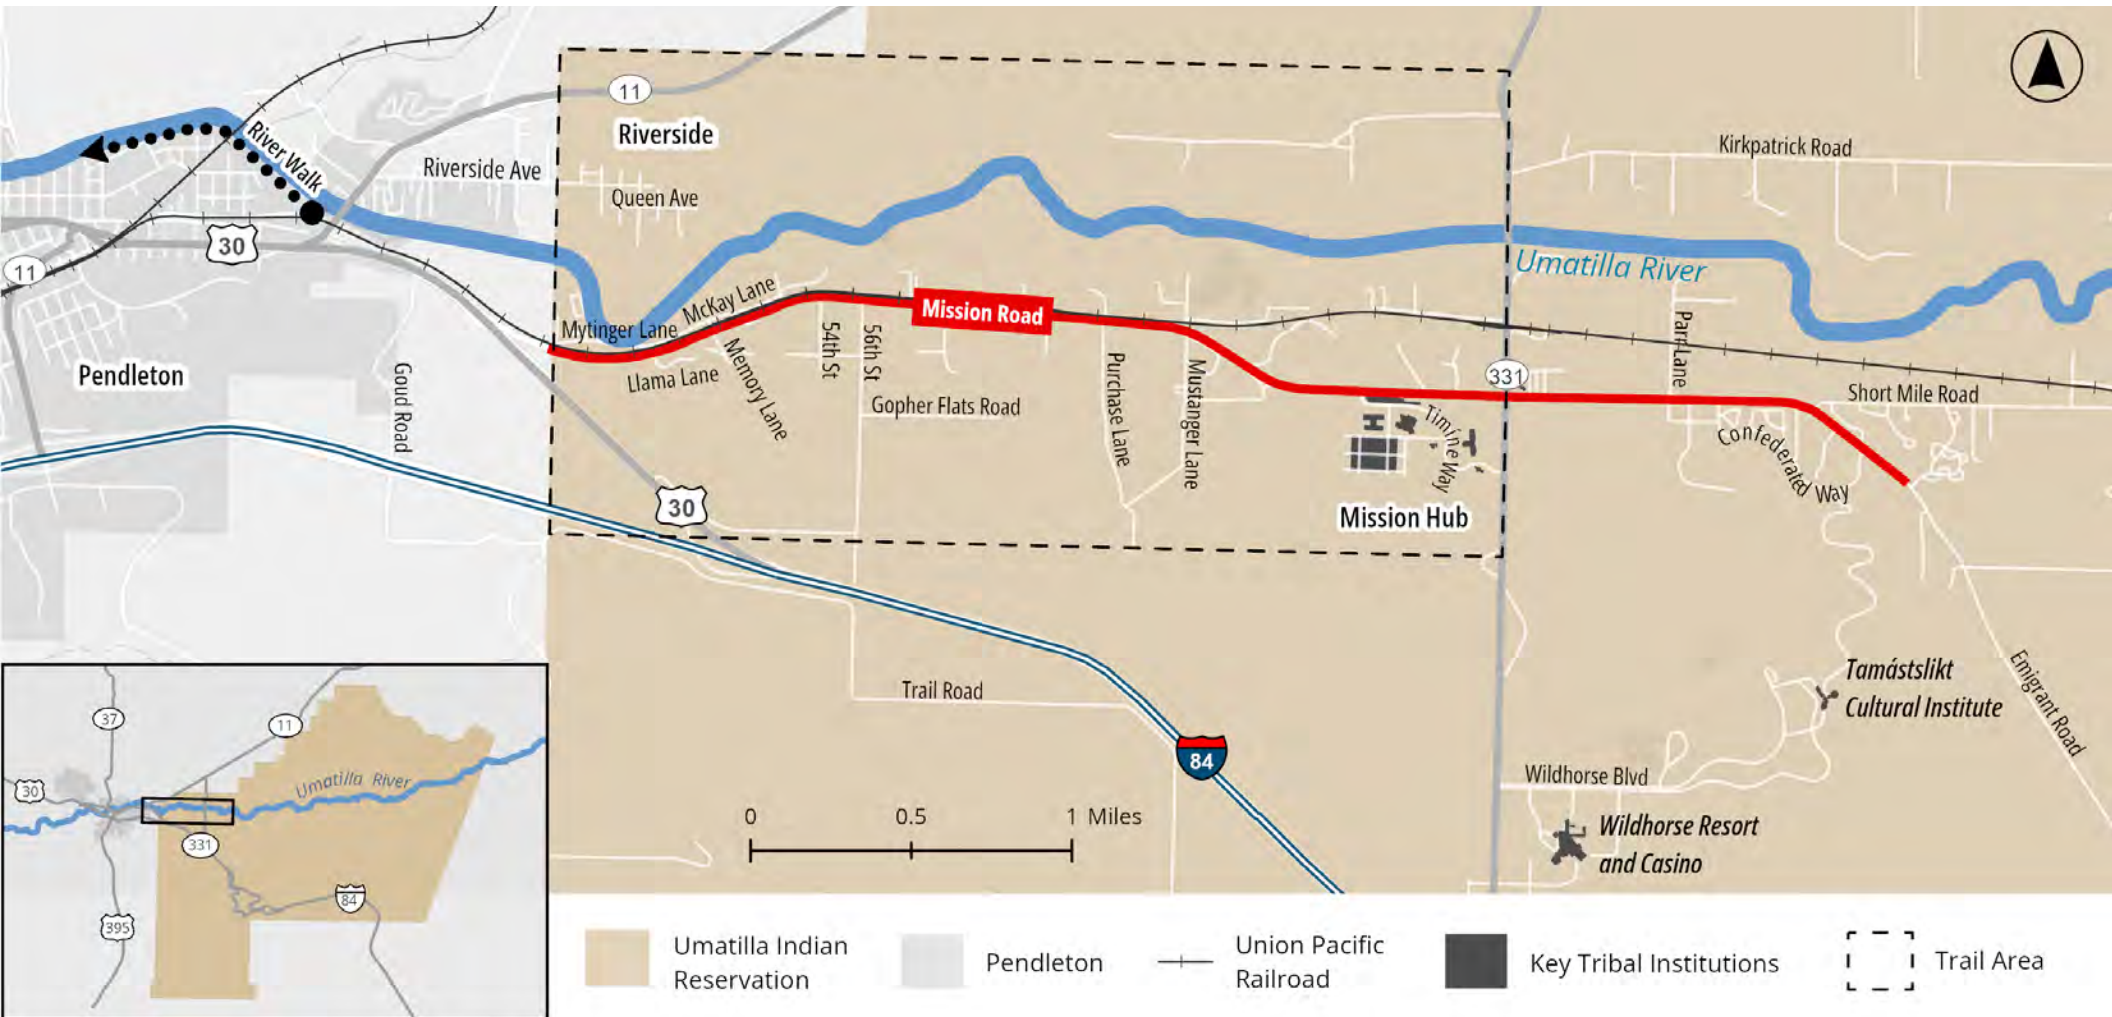 11
Riverside
River Walk
Riverside Ave
Queen Ave
Kirkpatrick Road
30
11
Umatilla River
McKay Lane
Mytinger Lane
Mission Road
54th St
56th St
Memory Lane
Llama Lane
Pendleton
Goud Road
Gopher Flats Road
Purchase Lane
Mustanger Lane
331
Parr Lane
Short Mile Road
Timíne Way
Confederated Way
30
Mission Hub
Trail Road
84
Tamástslikt
Cultural Institute
Emigrant Road
Wildhorse Blvd
Wildhorse Resort
and Casino
0 0.5 1 Miles
37
11
30
Umatilla River
331
84
395
Umatilla Indian
Reservation
Pendleton
Union Pacific
Railroad
Key Tribal Institutions
Trail Area